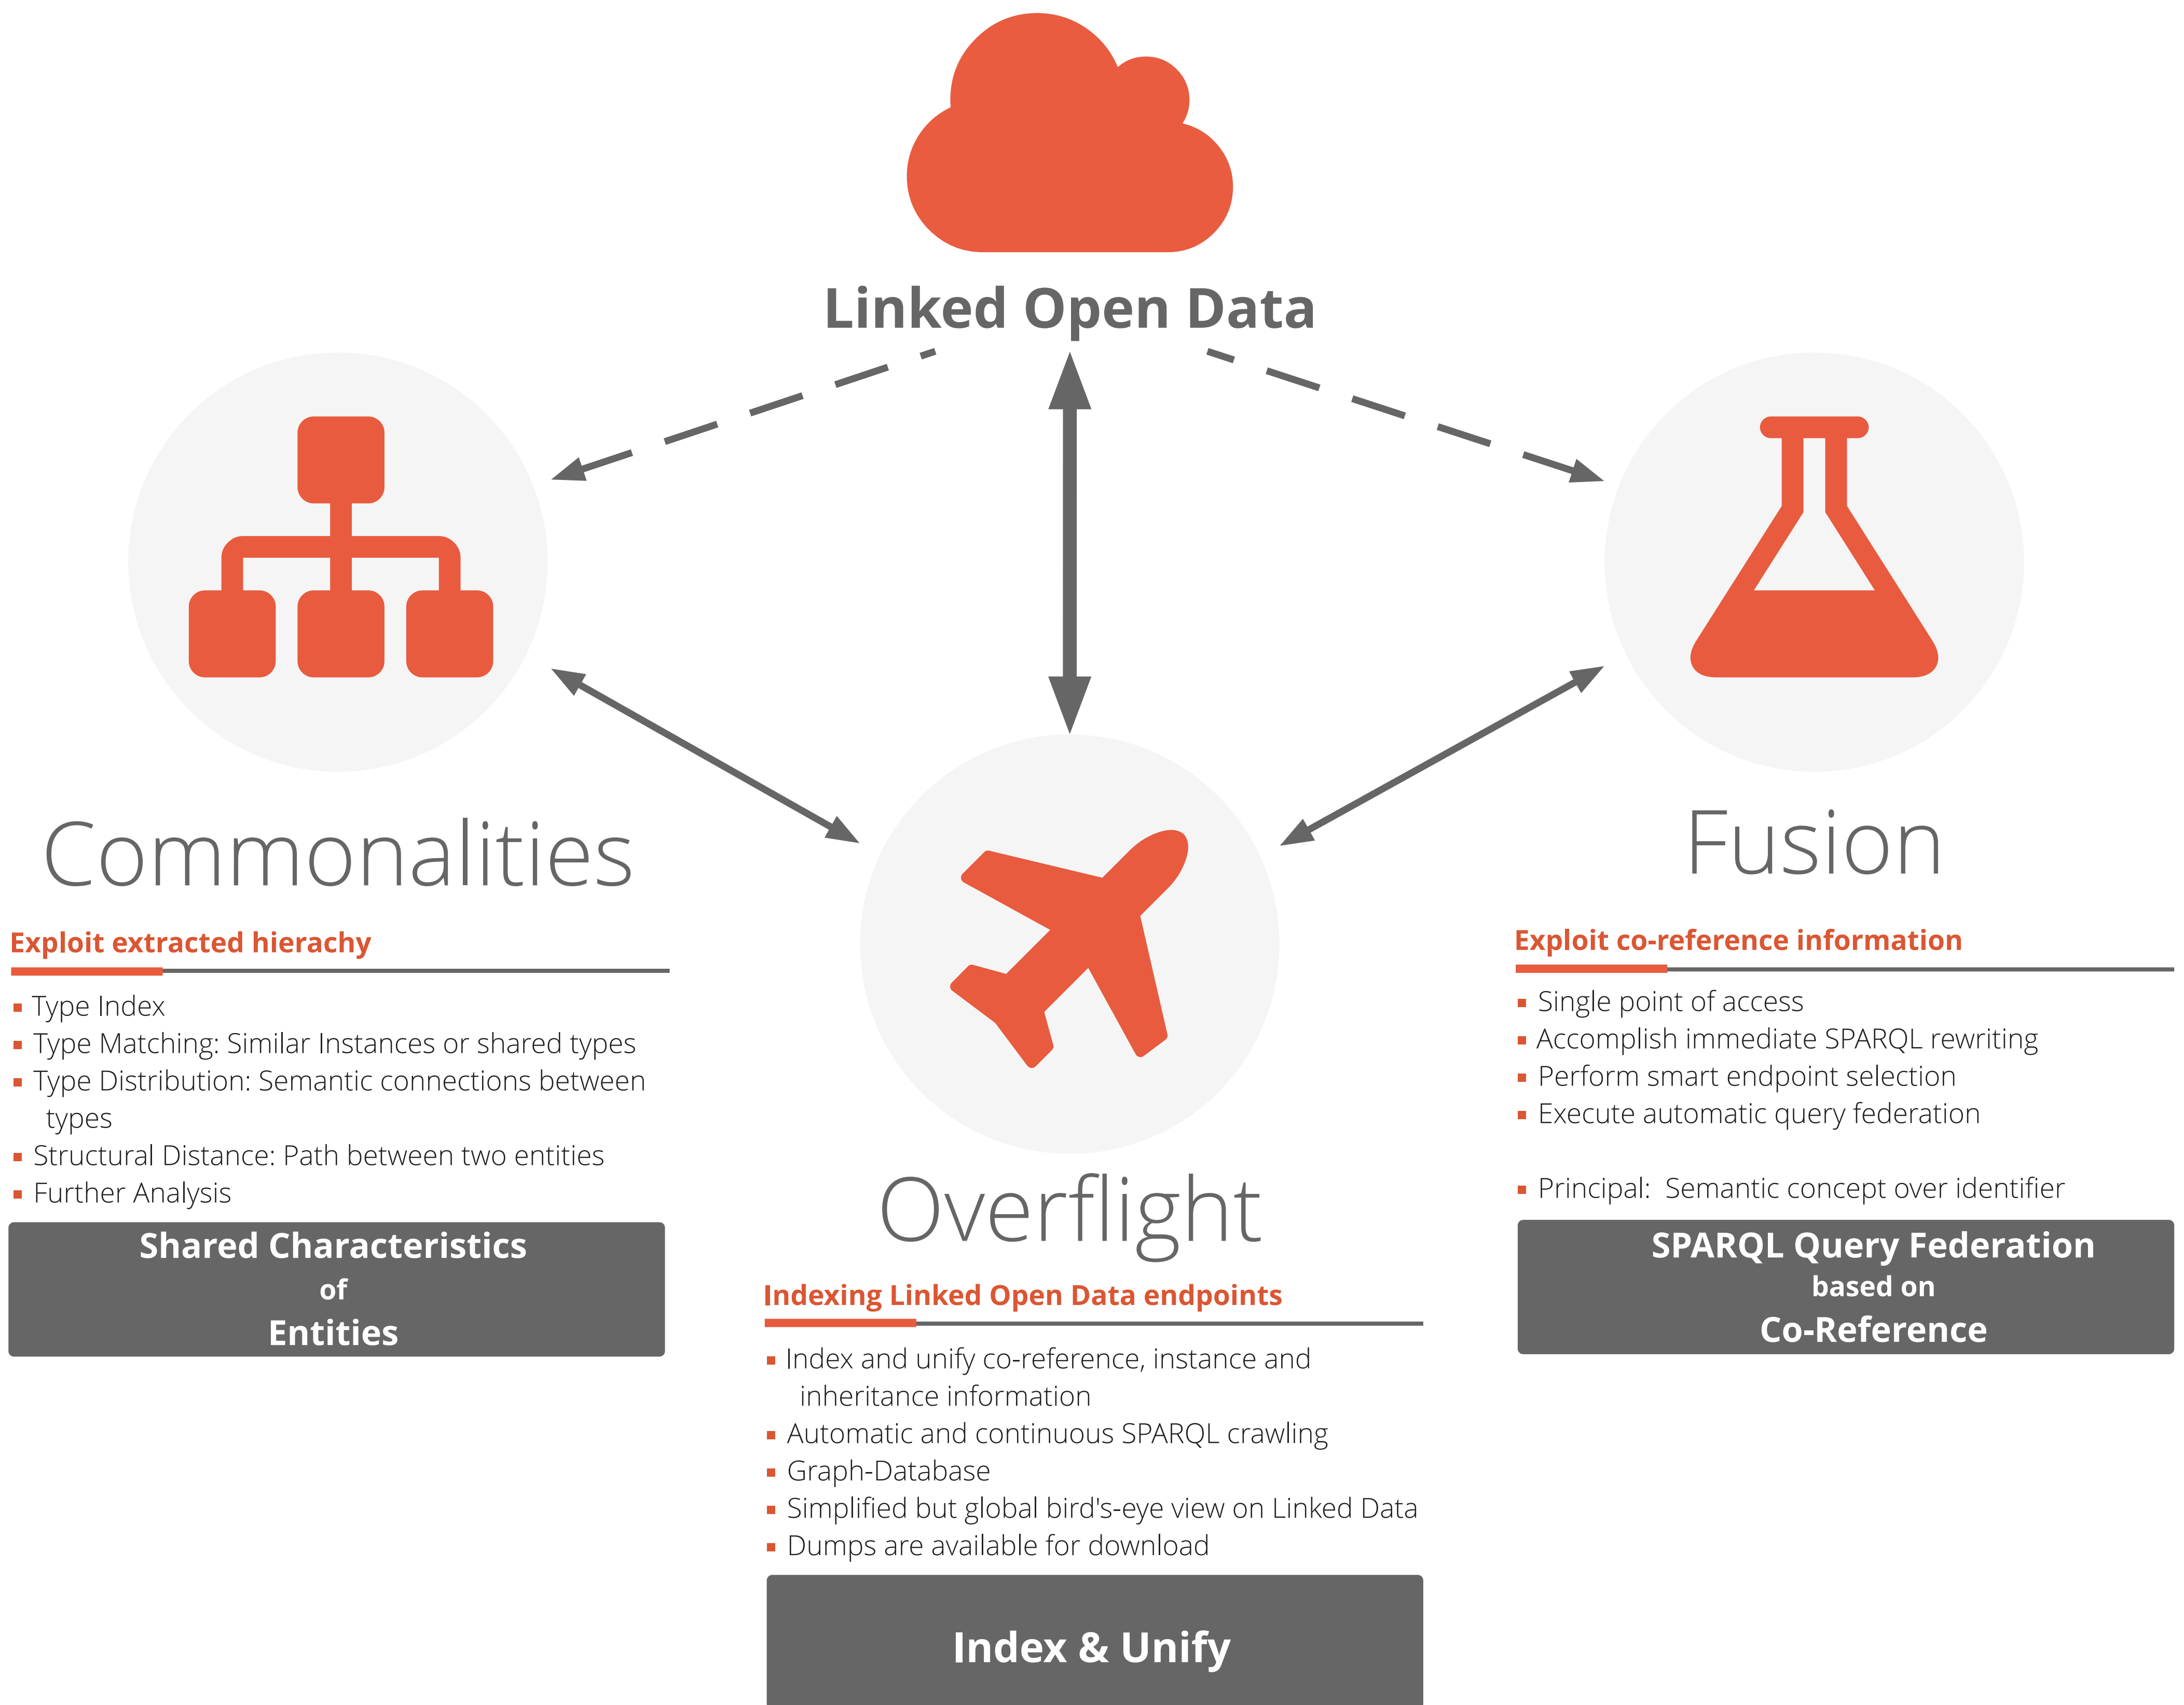 Linked Open Data
Commonalities
Exploit extracted hierachy
Type Index
Type Matching: Similar Instances or shared types
Type Distribution: Semantic connections between
types
Structural Distance: Path between two entities
Further Analysis
Shared Characteristics
of
Entities
Overflight
Indexing Linked Open Data endpoints
Index and unify co-reference, instance and
inheritance information
Automatic and continuous SPARQL crawling
Graph-Database
Simplified but global bird's-eye view on Linked Data
Dumps are available for download
Index & Unify
Fusion
Exploit co-reference information
Single point of access
Accomplish immediate SPARQL rewriting
Perform smart endpoint selection
Execute automatic query federation
Principal:  Semantic concept over identifier
SPARQL Query Federation
based on
Co-Reference